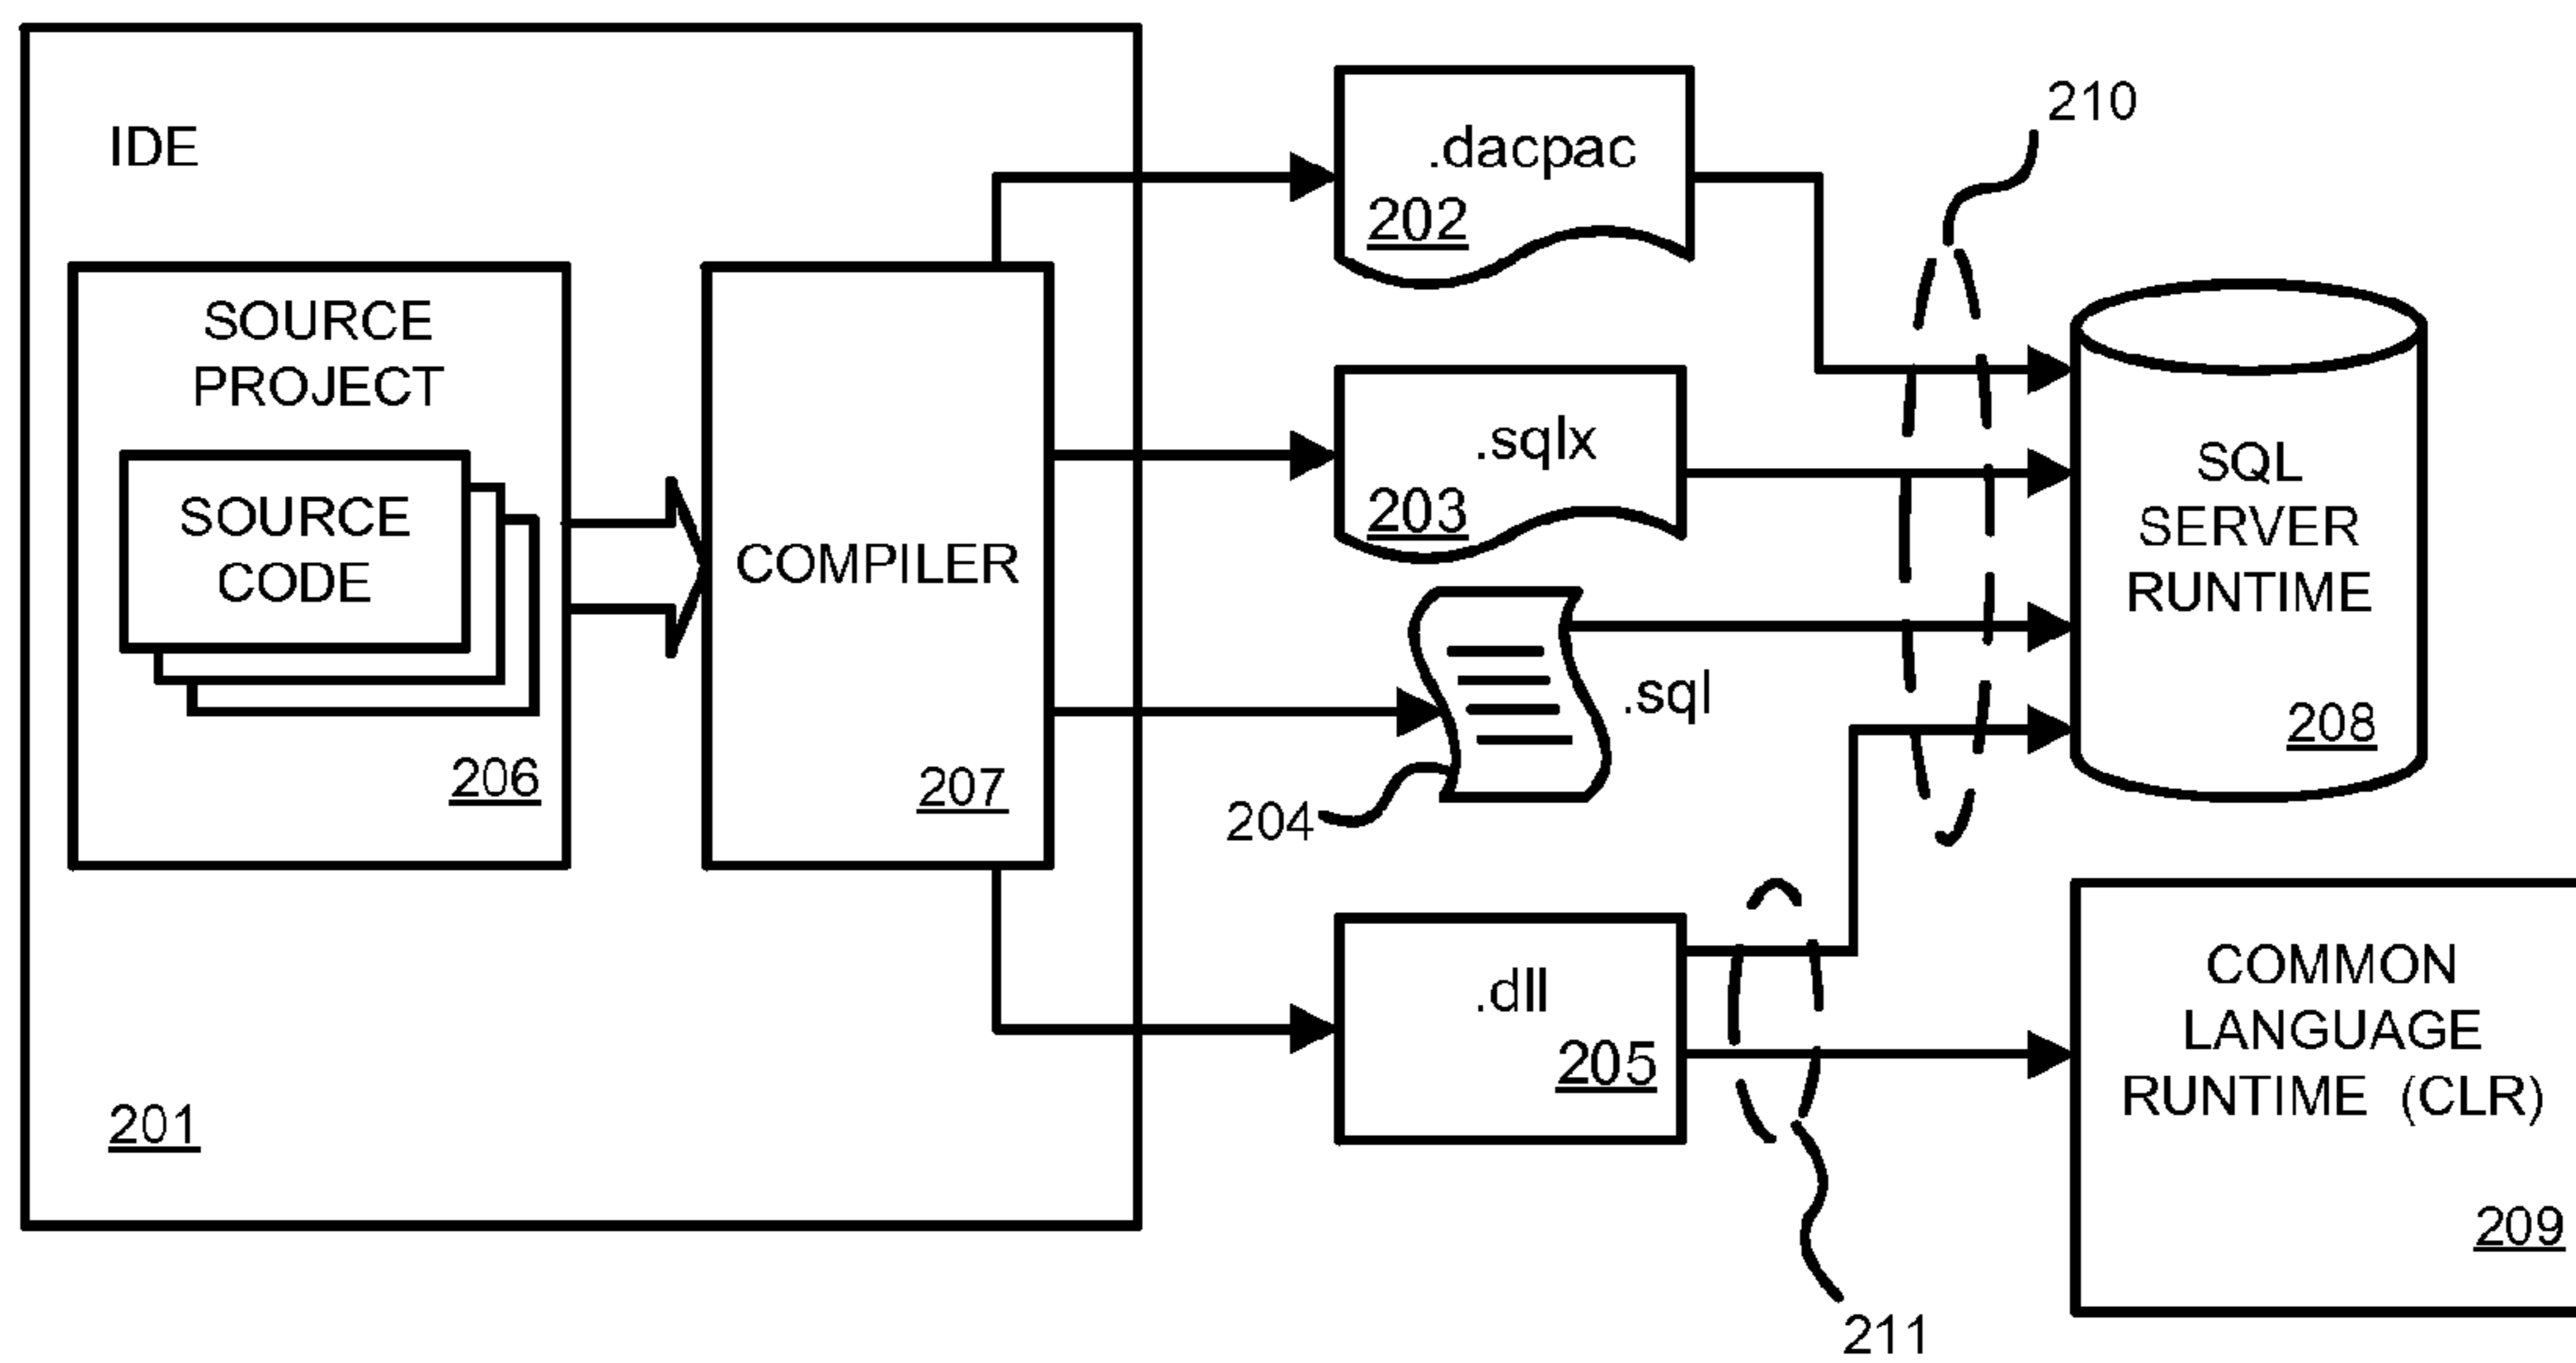 IDE
SOURCE
PROJECT
SOURCE
CODE
206
COMPILER
207
201
.dacpac
202
.sqlx
203
.sql
204
.dll
205
210
SQL
SERVER
RUNTIME
208
COMMON
LANGUAGE
RUNTIME (CLR)
209
211